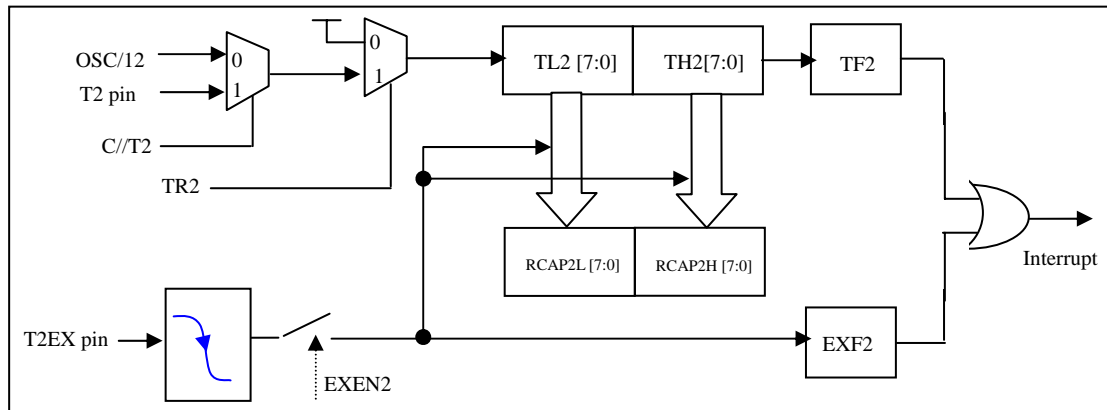 OSC/12
0
1
T2 pin
C//T2
0
1
TR2
TL2 [7:0]
TH2[7:0]
TF2
RCAP2L [7:0]
RCAP2H [7:0]
Interrupt
T2EX pin
EXEN2
EXF2